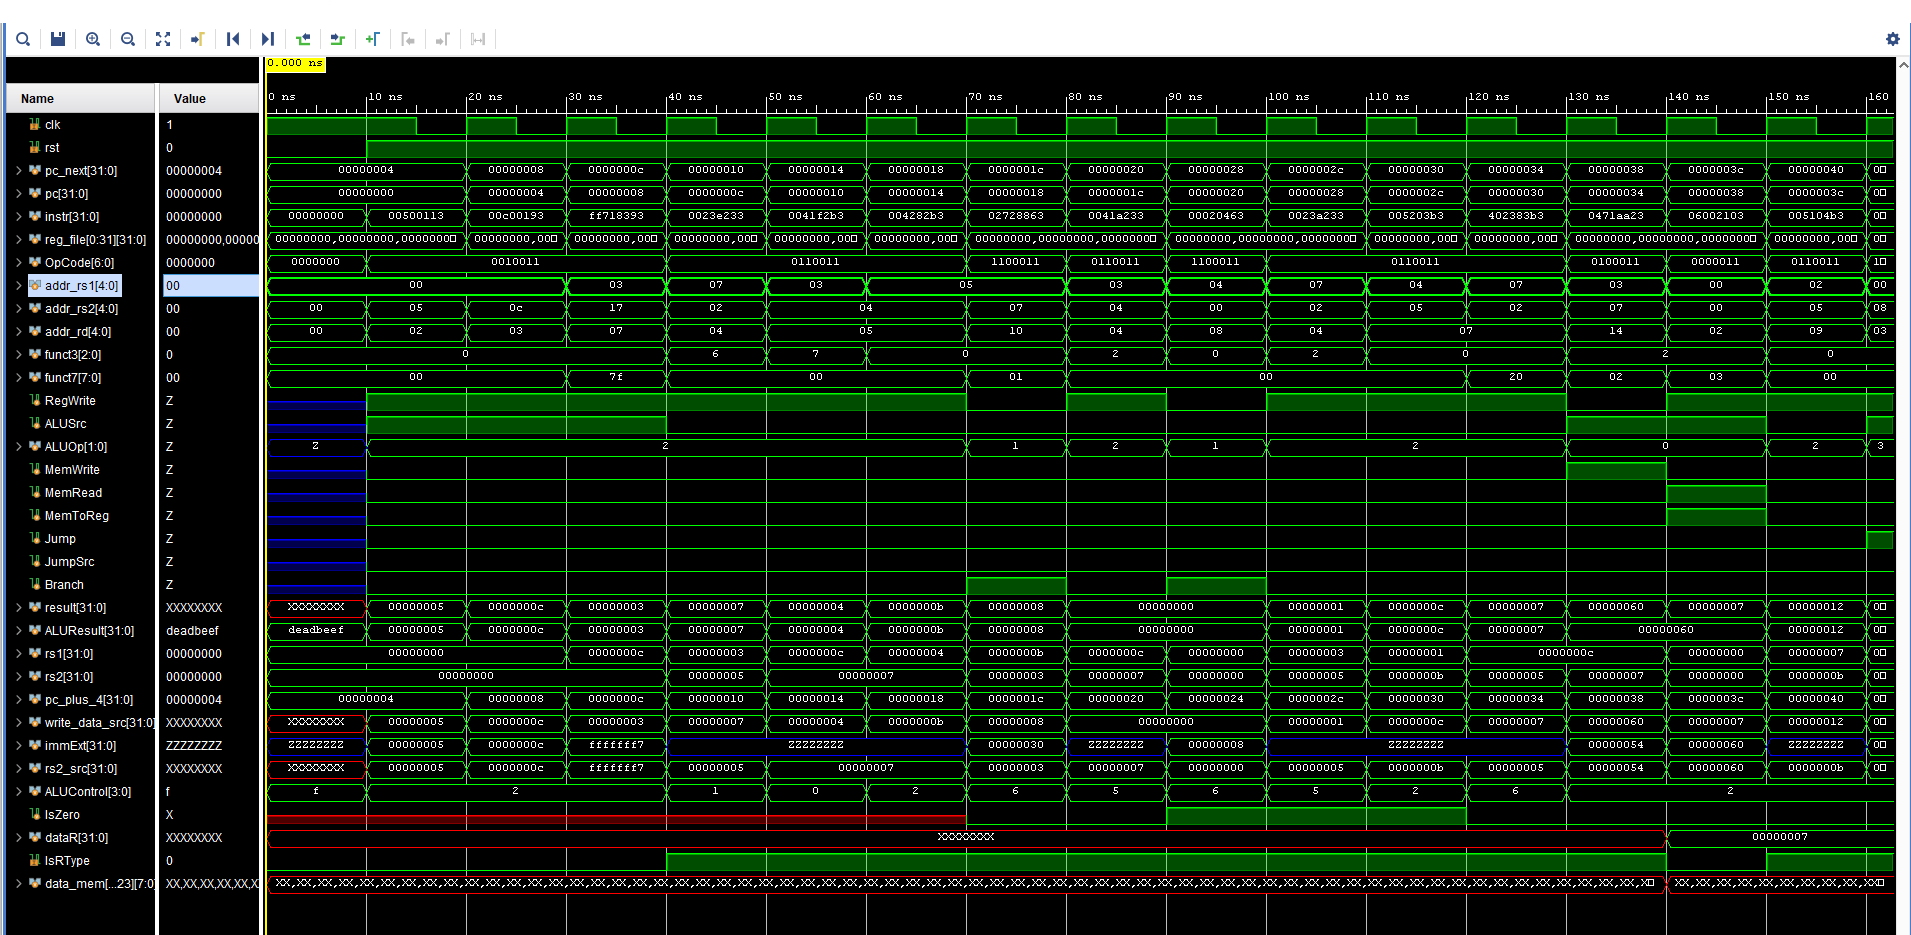 0.000 ns
Name Value 0 ns 10 ns 20 ns 30 ns 40 ns 50 ns 60 ns 70 ns 80 ns 90 ns 100 ns 110 ns 120 ns 130 ns 140 ns 150 ns 160
clk 1
rst 0
pc_next[31:0] 00000004 00000004 00000008 0000000c 00000010 00000014 00000018 0000001c 00000020 00000028 0000002c 00000030 00000034 00000038 0000003c 00000040 00
pc[31:0] 00000000 00000000 00000004 00000008 0000000c 00000010 00000014 00000018 0000001c 00000020 00000028 0000002c 00000030 00000034 00000038 0000003c 00
instr[31:0] 00000000 00000000 00500113 00c00193 ff718393 0023e233 0041f2b3 004282b3 02728863 0041a233 00020463 0023a233 005203b3 402383b3 0471aa23 06002103 005104b3 00
reg_file[0:31][31:0] 00000000,00000 00000000,00000000,0000000 00000000,000 00000000,000 00000000,000 00000000,000 00000000,000 00000000,00000000,0000000 00000000,00000000,0000000 00000000,000 00000000,000 00000000,00000000,0000000 00000000,000 00
OpCode[6:0] 0000000 0000000 0010011 0110011 1100011 0110011 1100011 0110011 0100011 0000011 0110011 10
addr_rs1[4:0] 00 00 03 07 03 05 03 04 07 04 07 03 00 02 00
addr_rs2[4:0] 00 00 05 0c 17 02 04 07 04 00 02 05 02 07 00 05 08
addr_rd[4:0] 00 00 02 03 07 04 05 10 04 08 04 07 14 02 09 03
funct3[2:0] 0 0 6 7 0 2 0 2 0 2 0
funct7[7:0] 00 00 7f 00 01 00 20 02 03 00
RegWrite Z
ALUSrc Z
ALUOp[1:0] Z Z 2 1 2 1 2 0 2 3
MemWrite Z
MemRead Z
MemToReg Z
Jump Z
JumpSrc Z
Branch Z
result[31:0] XXXXXXXX XXXXXXXX 00000005 0000000c 00000003 00000007 00000004 0000000b 00000008 00000000 00000001 0000000c 00000007 00000060 00000007 00000012 00
ALUResult[31:0] deadbeef deadbeef 00000005 0000000c 00000003 00000007 00000004 0000000b 00000008 00000000 00000001 0000000c 00000007 00000060 00000012 00
rs1[31:0] 00000000 00000000 0000000c 00000003 0000000c 00000004 0000000b 0000000c 00000000 00000003 00000001 0000000c 00000000 00000007 00
rs2[31:0] 00000000 00000000 00000005 00000007 00000003 00000007 00000000 00000005 0000000b 00000005 00000007 00000000 0000000b 00
pc_plus_4[31:0] 00000004 00000004 00000008 0000000c 00000010 00000014 00000018 0000001c 00000020 00000024 0000002c 00000030 00000034 00000038 0000003c 00000040 00
write_data_src[31:0] XXXXXXXX XXXXXXXX 00000005 0000000c 00000003 00000007 00000004 0000000b 00000008 00000000 00000001 0000000c 00000007 00000060 00000007 00000012 00
immExt[31:0] ZZZZZZZZ ZZZZZZZZ 00000005 0000000c fffffff7 ZZZZZZZZ 00000030 ZZZZZZZZ 00000008 ZZZZZZZZ 00000054 00000060 ZZZZZZZZ 00
rs2_src[31:0] XXXXXXXX XXXXXXXX 00000005 0000000c fffffff7 00000005 00000007 00000003 00000007 00000000 00000005 0000000b 00000005 00000054 00000060 0000000b 00
ALUControl[3:0] f f 2 1 0 2 6 5 6 5 2 6 2
IsZero X
dataR[31:0] XXXXXXXX XXXXXXXX 00000007
IsRType 0
data_mem[...23][7:0] XX,XX,XX,XX,XX,X XX,XX,XX,XX,XX,XX,XX,XX,XX,XX,XX,XX,XX,XX,XX,XX,XX,XX,XX,XX,XX,XX,XX,XX,XX,XX,XX,XX,XX,XX,XX,XX,XX,XX,XX,XX,XX,XX,XX,XX,XX,XX,XX,X XX,XX,XX,XX,XX,XX,XX,XX,XX,XX,XX